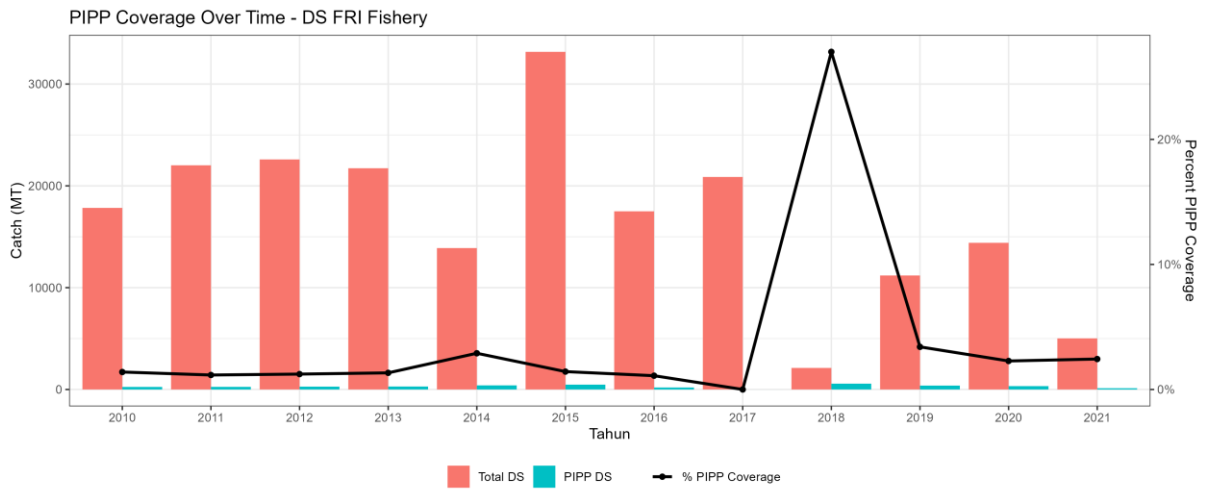 PIPP Coverage Over Time - DS FRI Fishery
Catch (MT)
30000
20000
10000
0
20%
10%
0%
Percent PIPP Coverage
2010 2011 2012 2013 2014 2015 2016 2017 2018 2019 2020 2021
Tahun
Total DS PIPP DS % PIPP Coverage